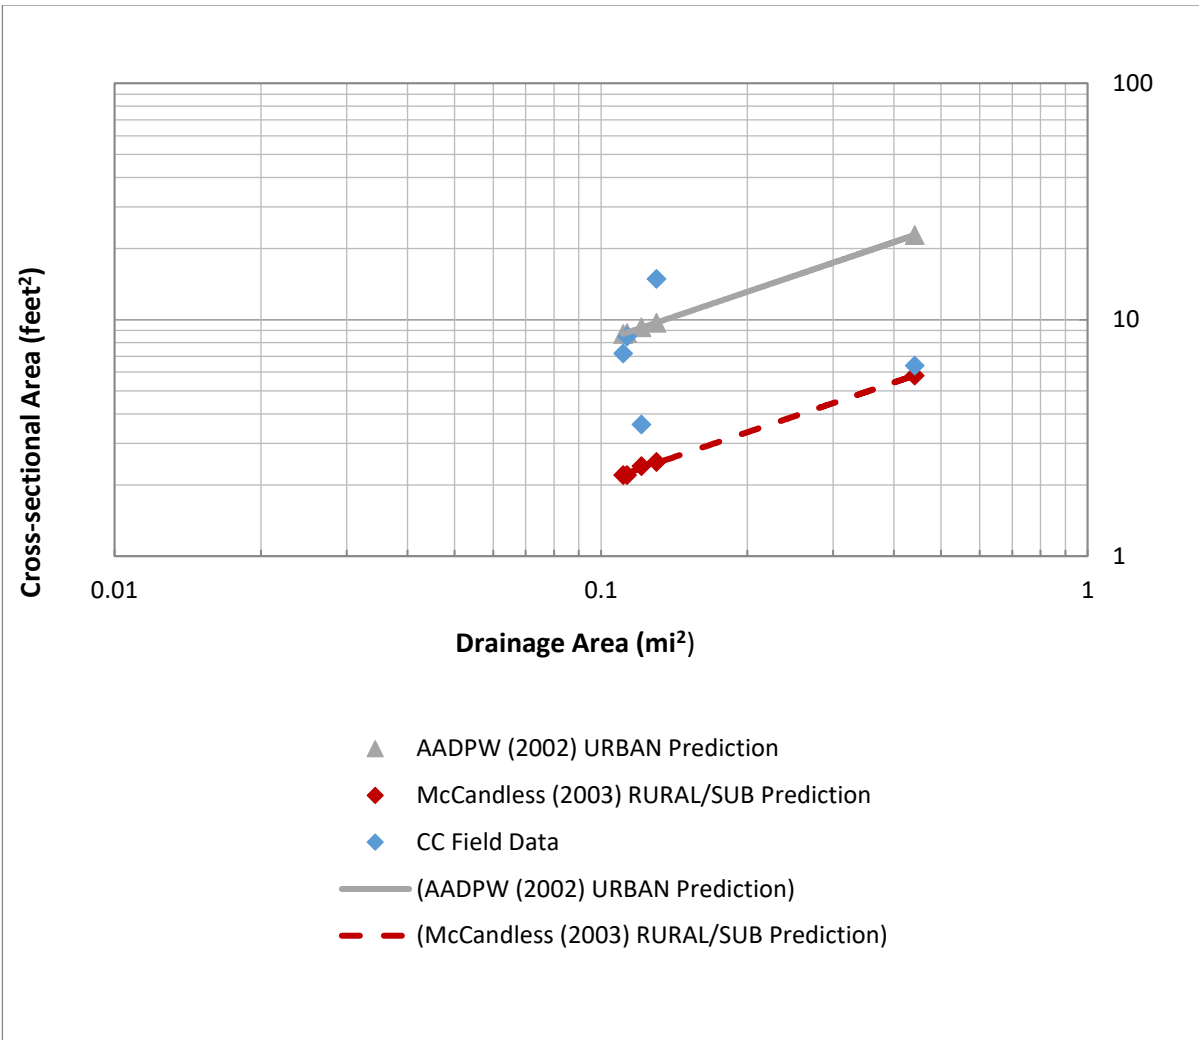 100
10
1
Cross-sectional Area (feet²)
0.01 0.1 1
Drainage Area (mi²)
AADPW (2002) URBAN Prediction
McCandless (2003) RURAL/SUB Prediction
CC Field Data
(AADPW (2002) URBAN Prediction)
(McCandless (2003) RURAL/SUB Prediction)